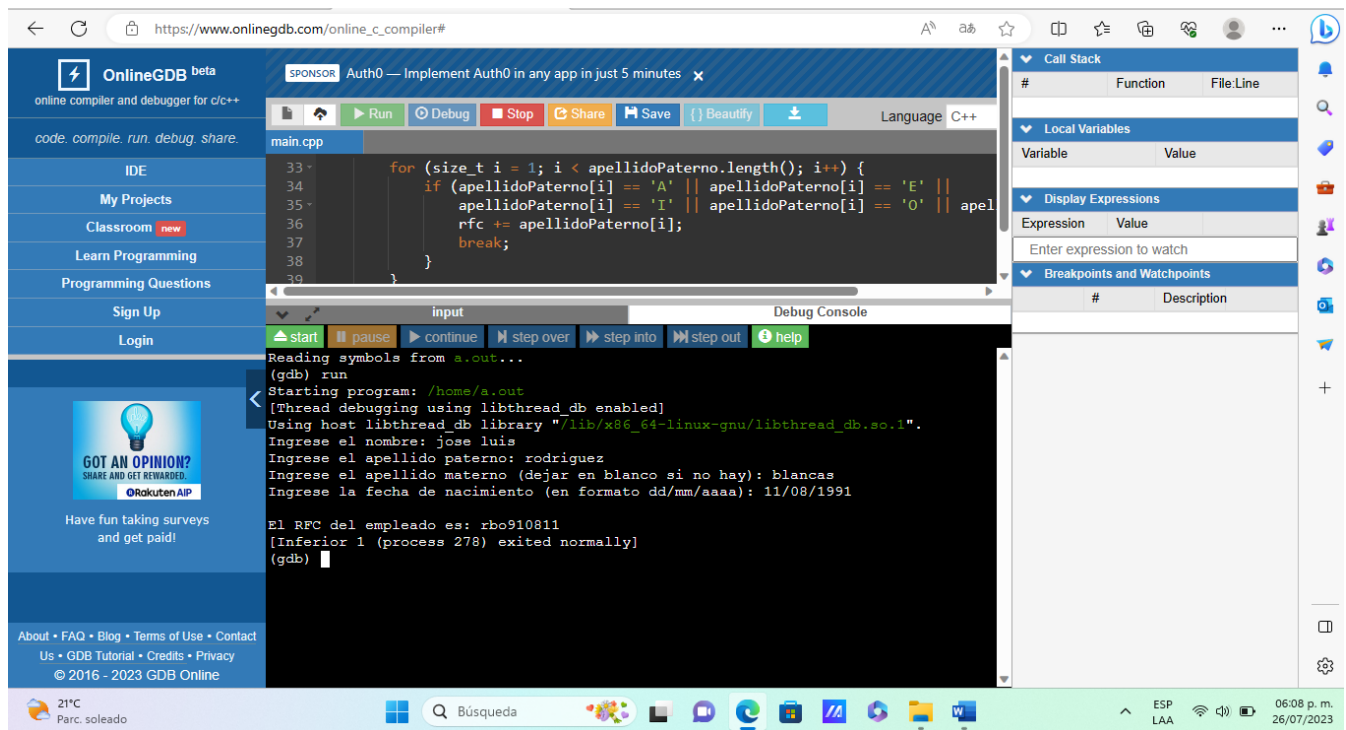 https://www.onlinegdb.com/online_c_compiler#
OnlineGDB beta
online compiler and debugger for c/c++
code. compile. run. debug. share.
IDE
My Projects
Classroom new
Learn Programming
Programming Questions
Sign Up
Login
GOT AN OPINION?
SHARE AND GET REWARDED.
Rakuten AIP
Have fun taking surveys
and get paid!
About • FAQ • Blog • Terms of Use • Contact
Us • GDB Tutorial • Credits • Privacy
© 2016 - 2023 GDB Online
SPONSOR Auth0 — Implement Auth0 in any app in just 5 minutes x
Run Debug Stop Share Save { } Beautify Language C++
main.cpp
33 for (size_t i = 1; i < apellidoPaterno.length(); i++) {
34 if (apellidoPaterno[i] == 'A' || apellidoPaterno[i] == 'E' ||
35 apellidoPaterno[i] == 'I' || apellidoPaterno[i] == 'O' || apel
36 rfc += apellidoPaterno[i];
37 break;
38 }
39 }
input Debug Console
start pause continue step over step into step out help
Reading symbols from a.out...
(gdb) run
Starting program: /home/a.out
[Thread debugging using libthread_db enabled]
Using host libthread_db library "/lib/x86_64-linux-gnu/libthread_db.so.1".
Ingrese el nombre: jose luis
Ingrese el apellido paterno: rodriguez
Ingrese el apellido materno (dejar en blanco si no hay): blancas
Ingrese la fecha de nacimiento (en formato dd/mm/aaaa): 11/08/1991
El RFC del empleado es: rbo910811
[Inferior 1 (process 278) exited normally]
(gdb)
Call Stack
# Function File:Line
Local Variables
Variable Value
Display Expressions
Expression Value
Enter expression to watch
Breakpoints and Watchpoints
# Description
21°C
Parc. soleado
Búsqueda
ESP
LAA
06:08 p. m.
26/07/2023